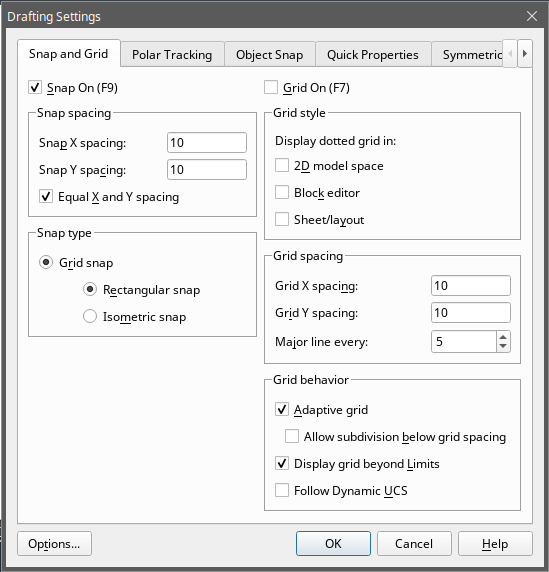 Drafting Settings
Snap and Grid
Polar Tracking
Object Snap
Quick Properties
Symmetric
Snap On (F9)
Snap spacing
Snap X spacing:
10
Snap Y spacing:
10
Equal X and Y spacing
Snap type
Grid snap
Rectangular snap
Isometric snap
Grid On (F7)
Grid style
Display dotted grid in:
2D model space
Block editor
Sheet/layout
Grid spacing
Grid X spacing:
10
Grid Y spacing:
10
Major line every:
5
Grid behavior
Adaptive grid
Allow subdivision below grid spacing
Display grid beyond Limits
Follow Dynamic UCS
Options...
OK
Cancel
Help